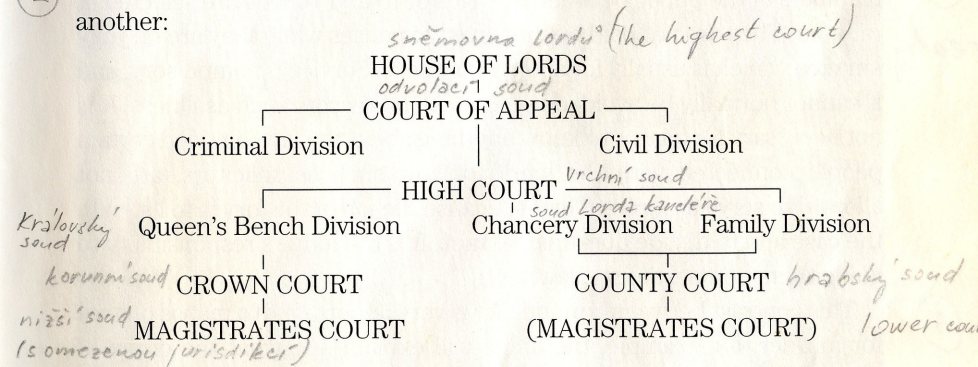 another:
sněmovna lordů (the highest court)
HOUSE OF LORDS
odvolací soud
COURT OF APPEAL
Criminal Division Civil Division
HIGH COURT Vrchní soud
soud Lorda kancléře
Královský soud Queen's Bench Division Chancery Division Family Division
korunní soud CROWN COURT COUNTY COURT hrabský soud
nižší soud MAGISTRATES COURT (MAGISTRATES COURT) lower
(s omezenou jurisdikcí)